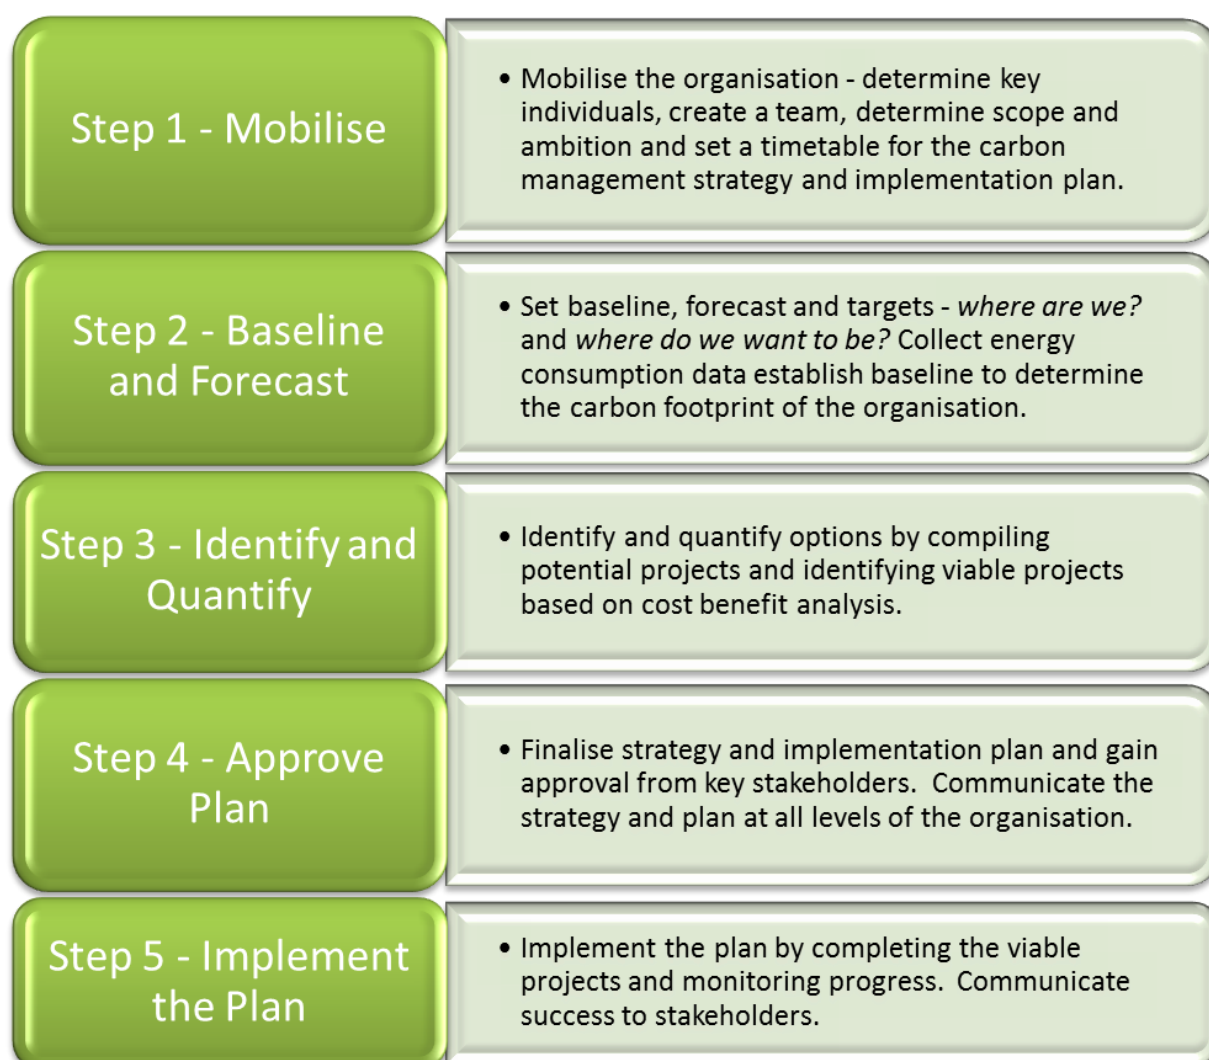 Step 1 - Mobilise
• Mobilise the organisation - determine key
individuals, create a team, determine scope and
ambition and set a timetable for the carbon
management strategy and implementation plan.
Step 2 - Baseline
and Forecast
• Set baseline, forecast and targets - where are we?
and where do we want to be? Collect energy
consumption data establish baseline to determine
the carbon footprint of the organisation.
Step 3 - Identify and
Quantify
• Identify and quantify options by compiling
potential projects and identifying viable projects
based on cost benefit analysis.
Step 4 - Approve
Plan
• Finalise strategy and implementation plan and gain
approval from key stakeholders.  Communicate the
strategy and plan at all levels of the organisation.
Step 5 - Implement
the Plan
• Implement the plan by completing the viable
projects and monitoring progress.  Communicate
success to stakeholders.